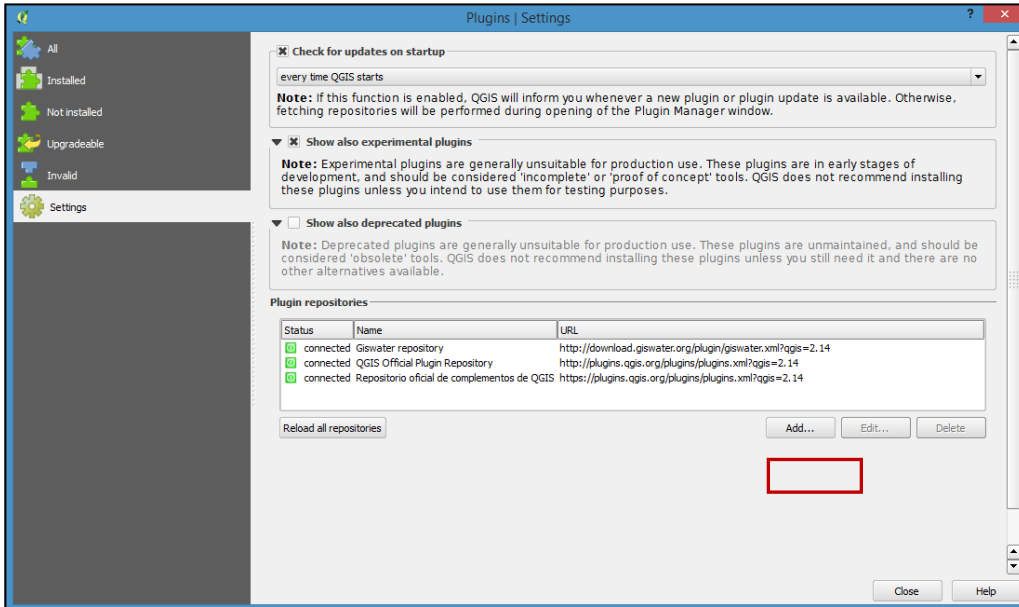 Plugins | Settings
?
All
Installed
Not installed
Upgradeable
Invalid
Settings
Check for updates on startup
every time QGIS starts
Note: If this function is enabled, QGIS will inform you whenever a new plugin or plugin update is available. Otherwise,
fetching repositories will be performed during opening of the Plugin Manager window.
Show also experimental plugins
Note: Experimental plugins are generally unsuitable for production use. These plugins are in early stages of
development, and should be considered 'incomplete' or 'proof of concept' tools. QGIS does not recommend installing
these plugins unless you intend to use them for testing purposes.
Show also deprecated plugins
Note: Deprecated plugins are generally unsuitable for production use. These plugins are unmaintained, and should be
considered 'obsolete' tools. QGIS does not recommend installing these plugins unless you still need it and there are no
other alternatives available.
Plugin repositories
Status Name URL
connected Giswater repository http://download.giswater.org/plugin/giswater.xml?qgis=2.14
connected QGIS Official Plugin Repository http://plugins.qgis.org/plugins/plugins.xml?qgis=2.14
connected Repositorio oficial de complementos de QGIS https://plugins.qgis.org/plugins/plugins.xml?qgis=2.14
Reload all repositories Add... Edit... Delete
Close Help